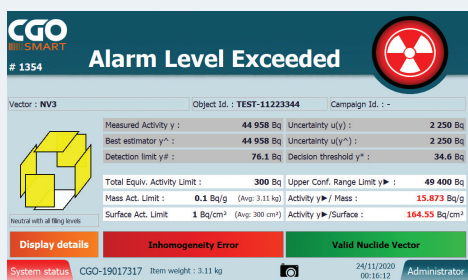 CGO
SMART
# 1354
Alarm Level Exceeded
Vector : NV3
Object Id. : TEST-11223344
Campaign Id. : -
Measured Activity y : 44 958 Bq Uncertainty u(y) : 2 250 Bq
Best estimator y^ : 44 958 Bq Uncertainty u(y^) : 2 250 Bq
Detection limit y# : 76.1 Bq Decision threshold y* : 34.6 Bq
Total Equiv. Activity Limit : 300 Bq Upper Conf. Range Limit y► : 49 400 Bq
Mass Act. Limit : 0.1 Bq/g (Avg: 3.11 kg) Activity y►/ Mass : 15.873 Bq/g
Surface Act. Limit 1 Bq/cm² (Avg: 300 cm²) Activity y►/Surface : 164.55 Bq/cm²
Neutral with all filling levels
Display details
Inhomogeneity Error
Valid Nuclide Vector
System status
CGO-19017317 Item weight : 3.11 kg
24/11/2020
00:16:12
Administrator